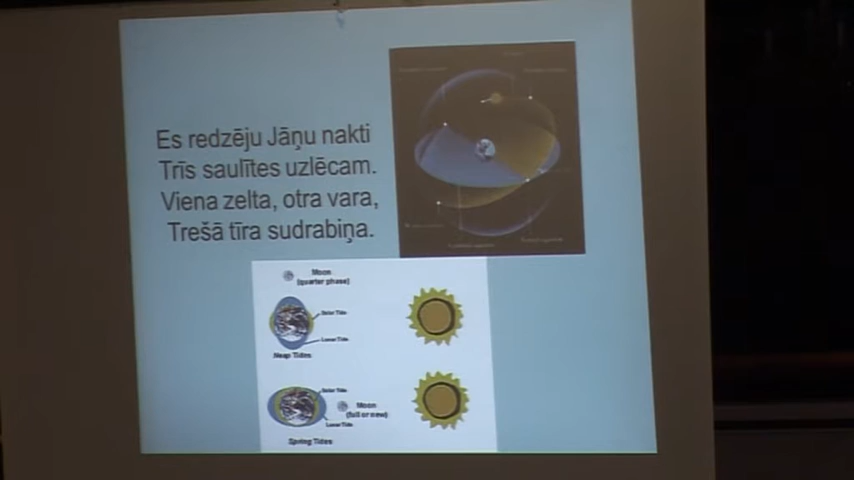 Es redzēju Jāņu nakti
Trīs saulītes uzlēcam.
Viena zelta, otra vara,
Trešā tīra sudrabiņa.
Moon
(quarter phase)
Solar Tide
Lunar Tide
Neap Tides
Solar Tide
Moon
(full or new)
Lunar Tide
Spring Tides